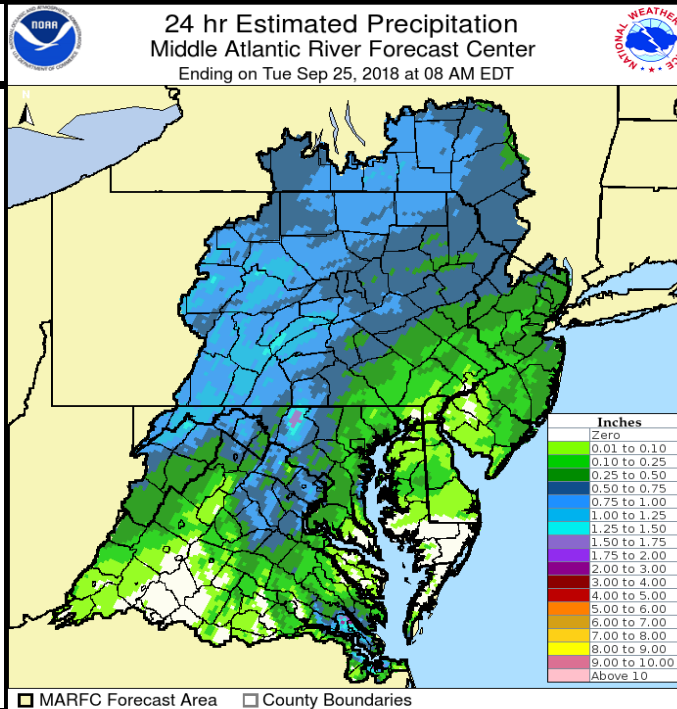 24 hr Estimated Precipitation
Middle Atlantic River Forecast Center
Ending on Tue Sep 25, 2018 at 08 AM EDT
NOAA
NATIONAL WEATHER
N
Inches
Zero
0.01 to 0.10
0.10 to 0.25
0.25 to 0.50
0.50 to 0.75
0.75 to 1.00
1.00 to 1.25
1.25 to 1.50
1.50 to 1.75
1.75 to 2.00
2.00 to 3.00
3.00 to 4.00
4.00 to 5.00
5.00 to 6.00
6.00 to 7.00
7.00 to 8.00
8.00 to 9.00
9.00 to 10.00
Above 10
MARFC Forecast Area
County Boundaries